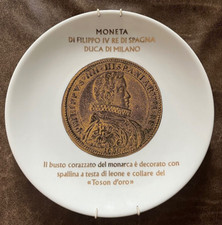 MONETA
DI FILIPPO IV RE DI SPAGNA
DUCA DI MILANO
Il busto corazzato del monarca è decorato con
spallina a testa di leone e collare del
«Toson d'oro»